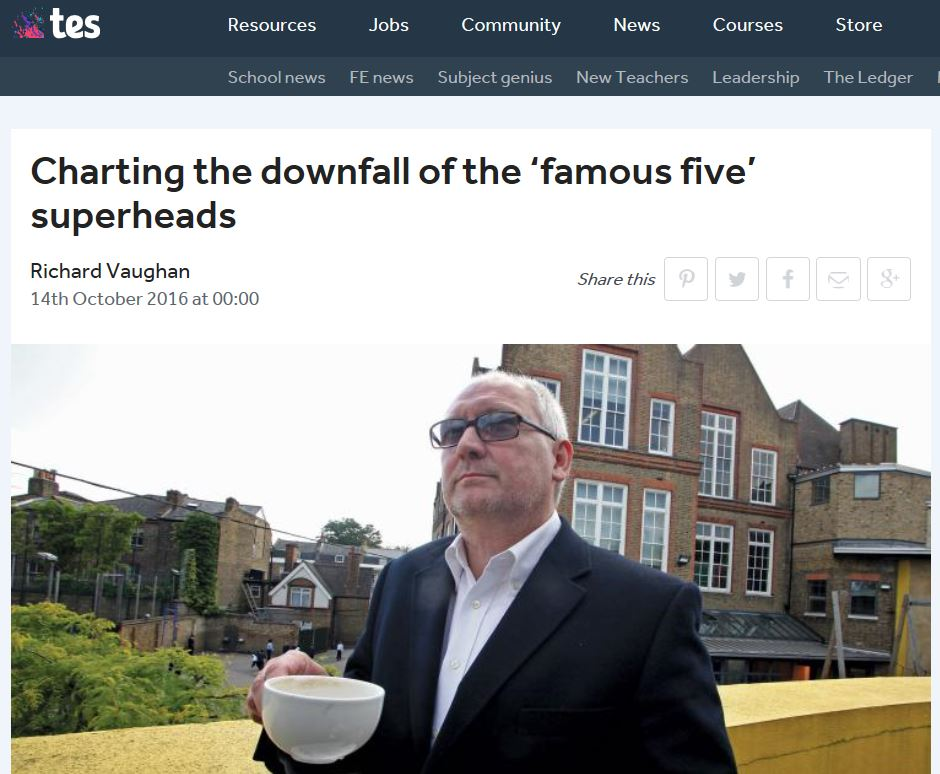 tes
Resources Jobs Community News Courses Store
School news FE news Subject genius New Teachers Leadership The Ledger
Charting the downfall of the ‘famous five’
superheads
Richard Vaughan
14th October 2016 at 00:00
Share this